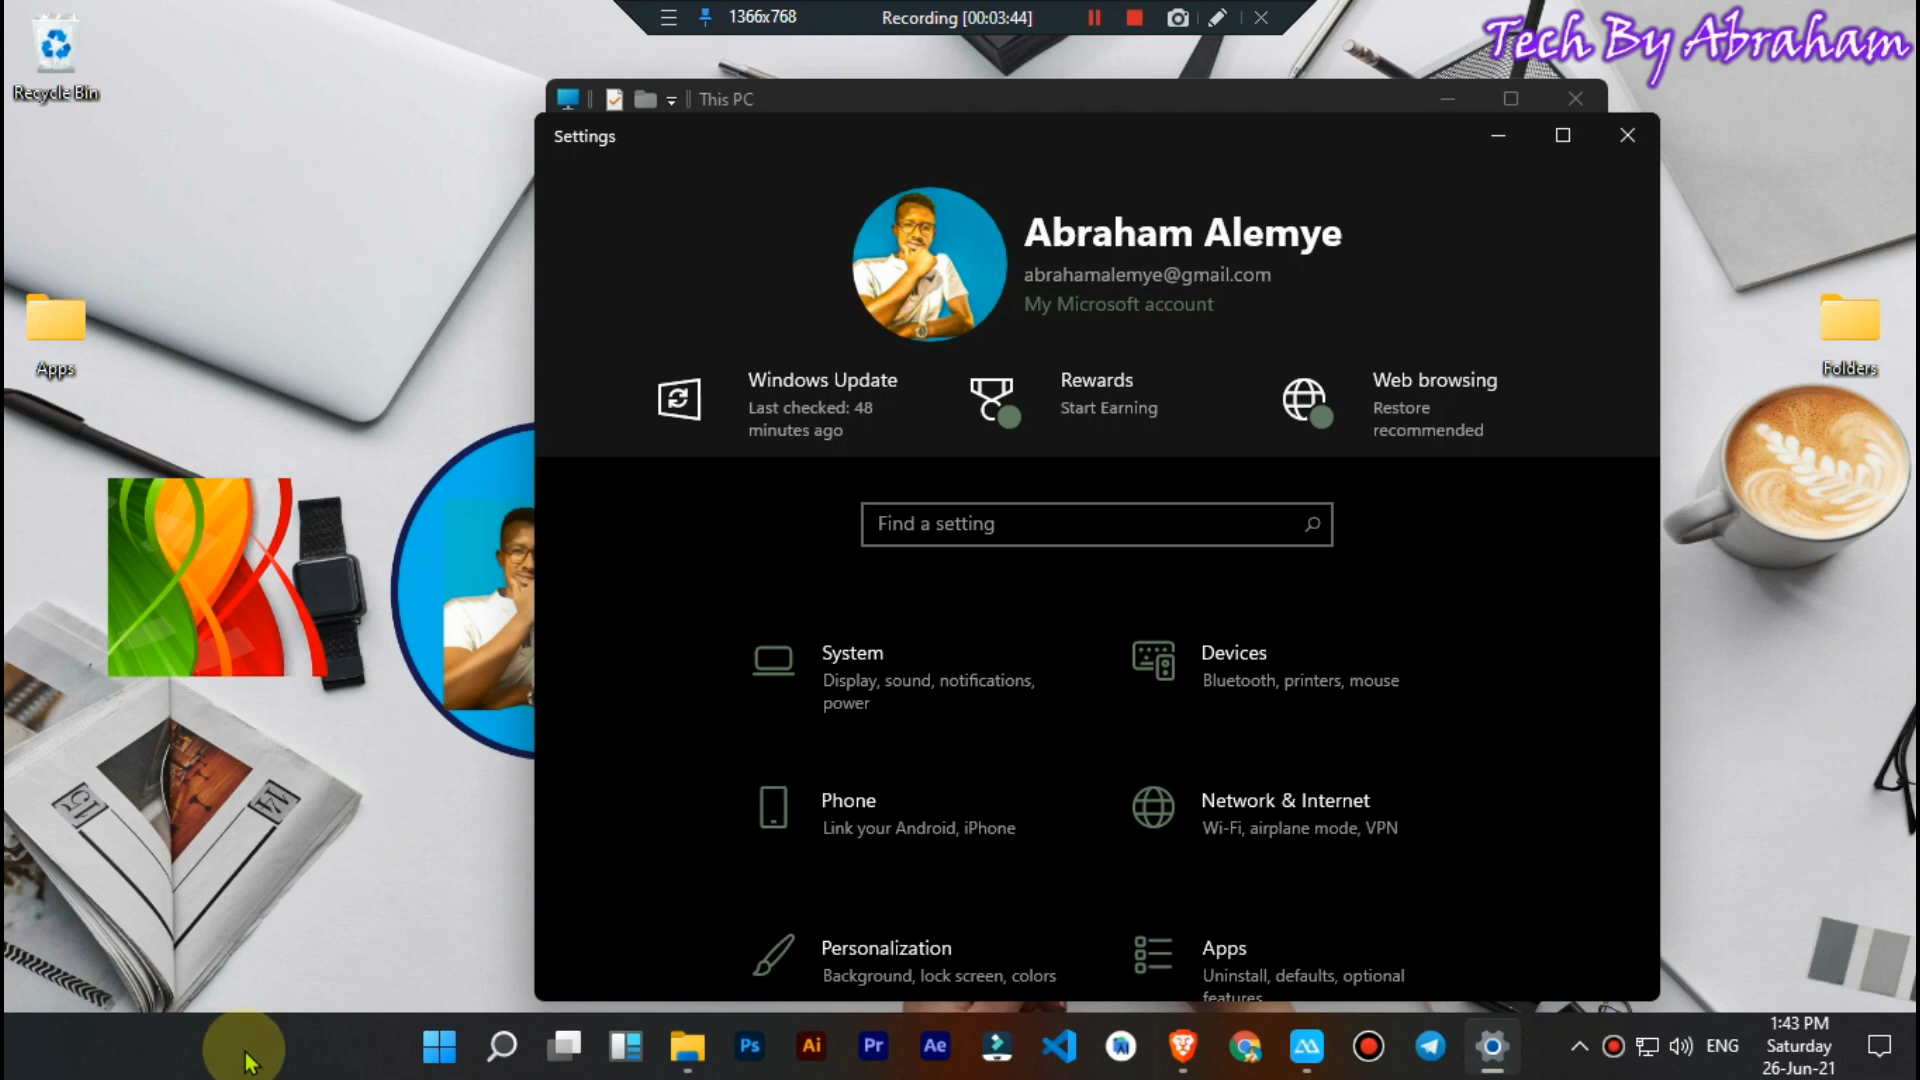 1366x768
Recording [00:03:44]
Tech By Abraham
Recycle Bin
This PC
Settings
Abraham Alemye
abrahamalemye@gmail.com
My Microsoft account
Apps
Folders
Windows Update
Last checked: 48
minutes ago
Rewards
Start Earning
Web browsing
Restore
recommended
Find a setting
System
Display, sound, notifications,
power
Devices
Bluetooth, printers, mouse
Phone
Link your Android, iPhone
Network & Internet
Wi-Fi, airplane mode, VPN
15
14
Personalization
Background, lock screen, colors
Apps
Uninstall, defaults, optional
features
Ps
Ai
Pr
Ae
ENG
1:43 PM
Saturday
26-Jun-21